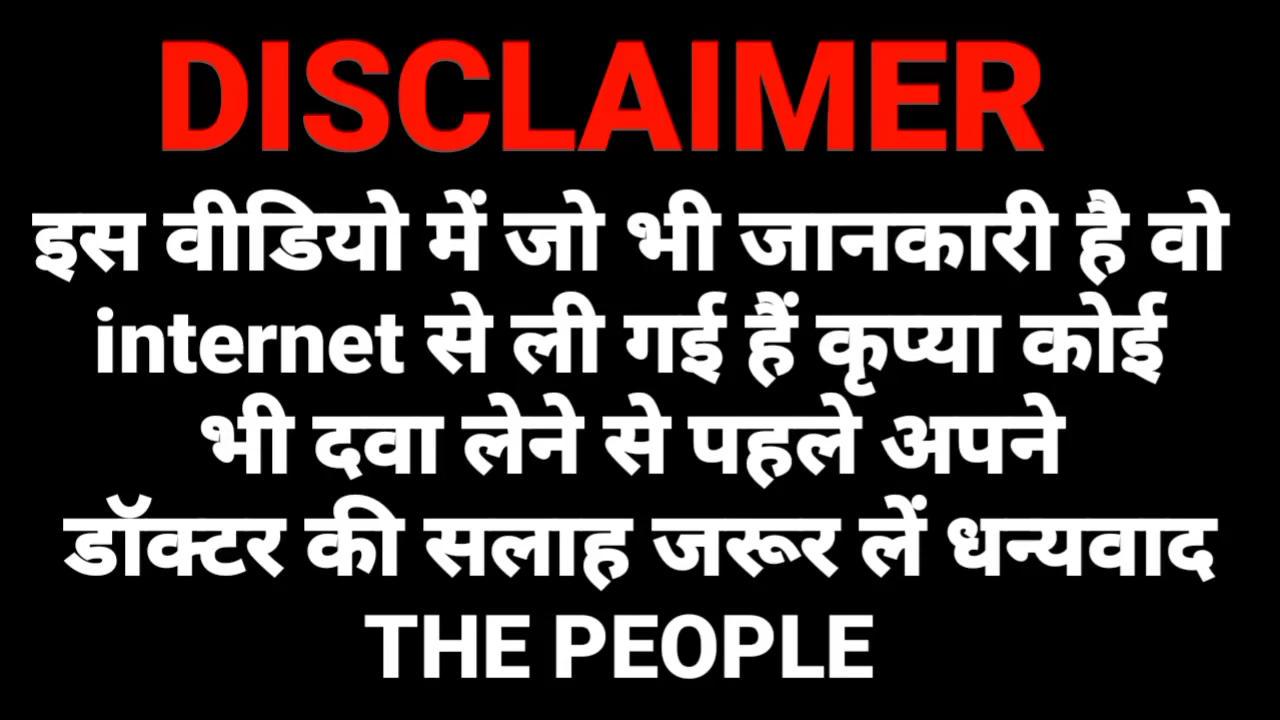 DISCLAIMER
इस वीडियो में जो भी जानकारी है वो
internet से ली गई हैं कृप्या कोई
भी दवा लेने से पहले अपने
डॉक्टर की सलाह जरूर लें धन्यवाद
THE PEOPLE